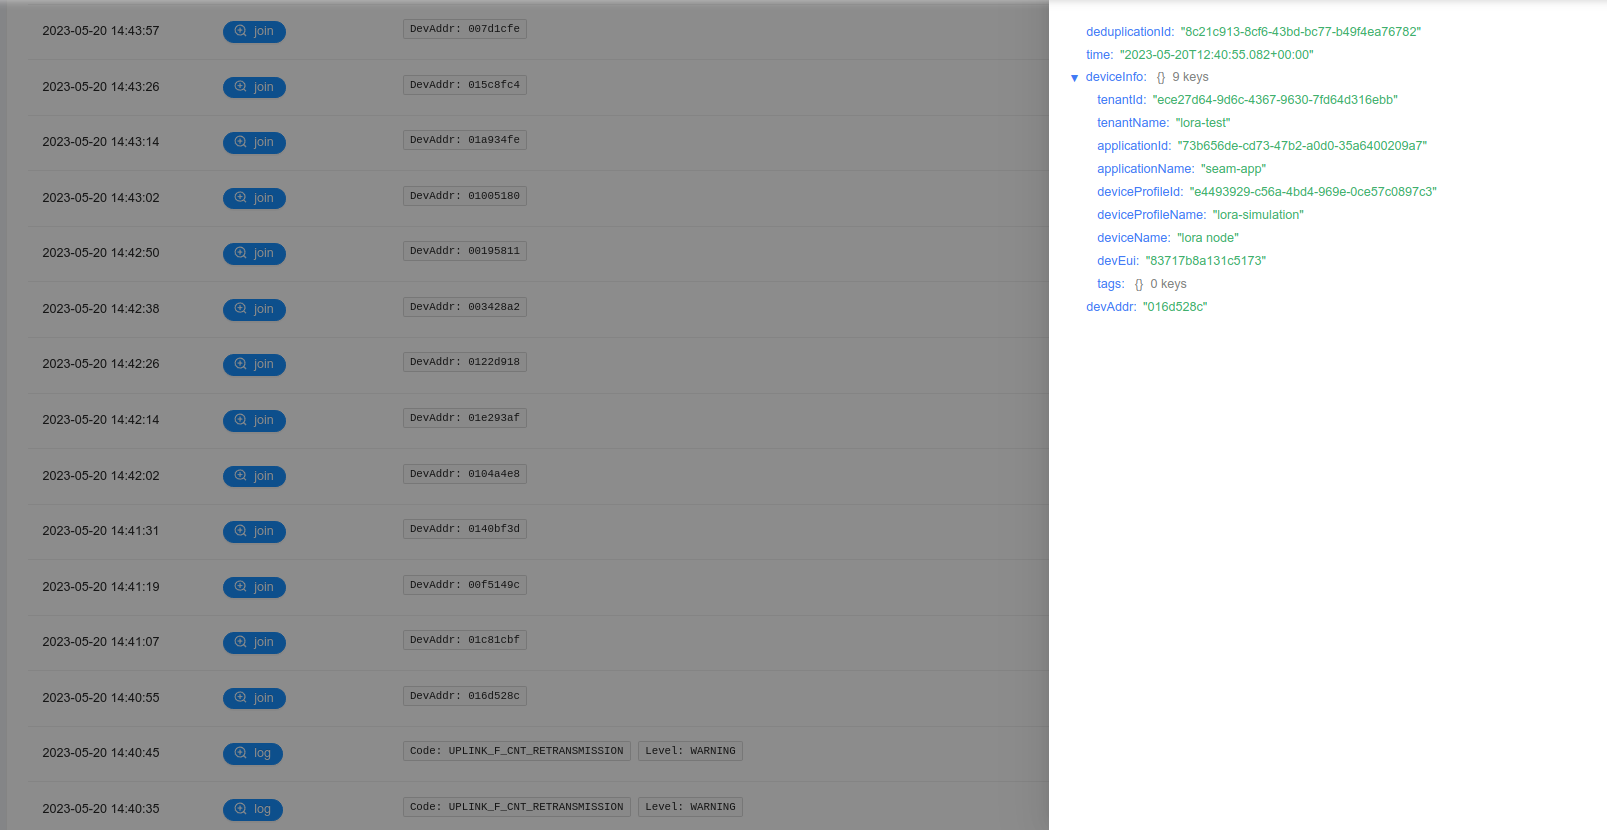 2023-05-20 14:43:57 join DevAddr: 007d1cfe
2023-05-20 14:43:26 join DevAddr: 015c8fc4
2023-05-20 14:43:14 join DevAddr: 01a934fe
2023-05-20 14:43:02 join DevAddr: 01005180
2023-05-20 14:42:50 join DevAddr: 00195811
2023-05-20 14:42:38 join DevAddr: 003428a2
2023-05-20 14:42:26 join DevAddr: 0122d918
2023-05-20 14:42:14 join DevAddr: 01e293af
2023-05-20 14:42:02 join DevAddr: 0104a4e8
2023-05-20 14:41:31 join DevAddr: 0140bf3d
2023-05-20 14:41:19 join DevAddr: 00f5149c
2023-05-20 14:41:07 join DevAddr: 01c81cbf
2023-05-20 14:40:55 join DevAddr: 016d528c
2023-05-20 14:40:45 log Code: UPLINK_F_CNT_RETRANSMISSION Level: WARNING
2023-05-20 14:40:35 log Code: UPLINK_F_CNT_RETRANSMISSION Level: WARNING
deduplicationId: "8c21c913-8cf6-43bd-bc77-b49f4ea76782"
time: "2023-05-20T12:40:55.082+00:00"
▼ deviceInfo: {} 9 keys
tenantId: "ece27d64-9d6c-4367-9630-7fd64d316ebb"
tenantName: "lora-test"
applicationId: "73b656de-cd73-47b2-a0d0-35a6400209a7"
applicationName: "seam-app"
deviceProfileId: "e4493929-c56a-4bd4-969e-0ce57c0897c3"
deviceProfileName: "lora-simulation"
deviceName: "lora node"
devEui: "83717b8a131c5173"
tags: {} 0 keys
devAddr: "016d528c"